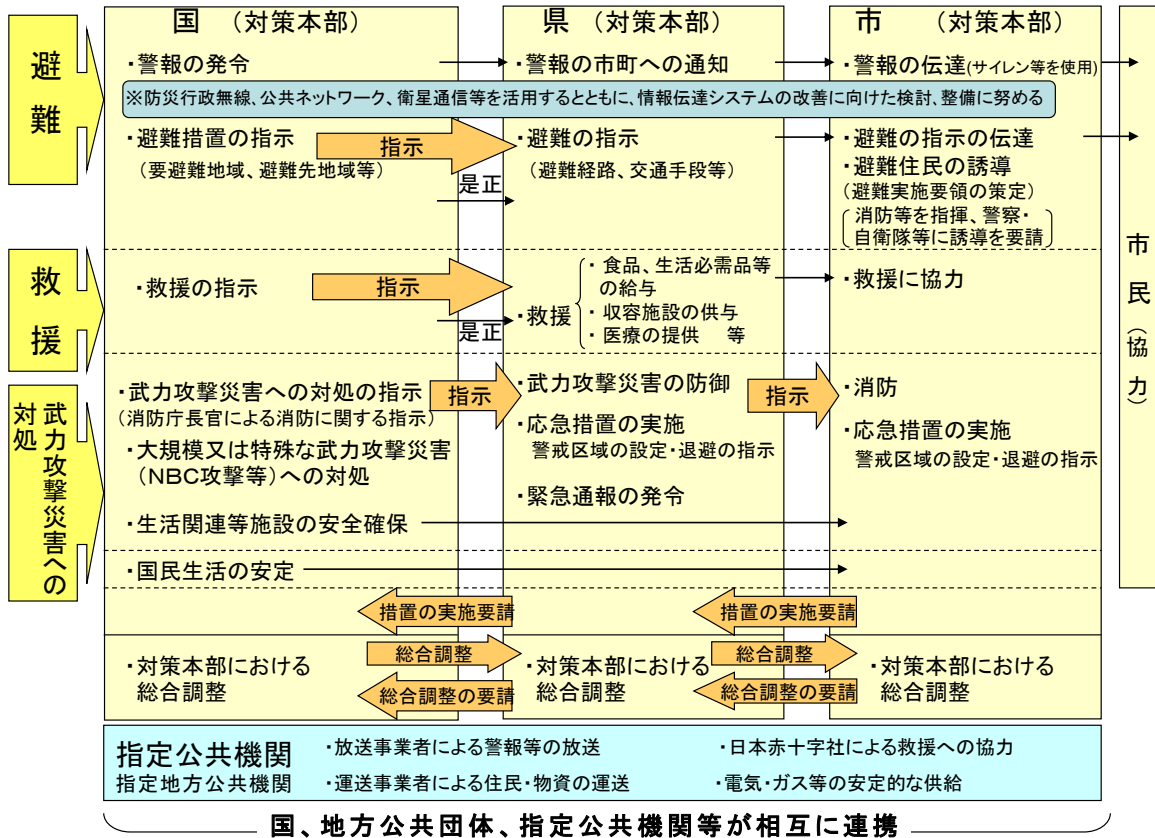 国 (対策本部)
県 (対策本部)
市 (対策本部)
避難
・警報の発令
・警報の市町への通知
・警報の伝達(サイレン等を使用)
※防災行政無線、公共ネットワーク、衛星通信等を活用するとともに、情報伝達システムの改善に向けた検討、整備に努める
・避難措置の指示
(要避難地域、避難先地域等)
指示
是正
・避難の指示
(避難経路、交通手段等)
・避難の指示の伝達
・避難住民の誘導
(避難実施要領の策定)
消防等を指揮、警察・
自衛隊等に誘導を要請
救援
・救援の指示
指示
是正
・救援
・食品、生活必需品等
の給与
・収容施設の供与
・医療の提供 等
・救援に協力
市民(協力)
武力攻撃災害への
対処
・武力攻撃災害への対処の指示
(消防庁長官による消防に関する指示)
・大規模又は特殊な武力攻撃災害
(NBC攻撃等)への対処
指示
・武力攻撃災害の防御
・応急措置の実施
警戒区域の設定・退避の指示
・緊急通報の発令
指示
・消防
・応急措置の実施
警戒区域の設定・退避の指示
・生活関連等施設の安全確保
・国民生活の安定
措置の実施要請
措置の実施要請
・対策本部における
総合調整
総合調整
総合調整の要請
・対策本部における
総合調整
総合調整
総合調整の要請
・対策本部における
総合調整
指定公共機関
指定地方公共機関
・放送事業者による警報等の放送
・日本赤十字社による救援への協力
・運送事業者による住民・物資の運送
・電気・ガス等の安定的な供給
国、地方公共団体、指定公共機関等が相互に連携